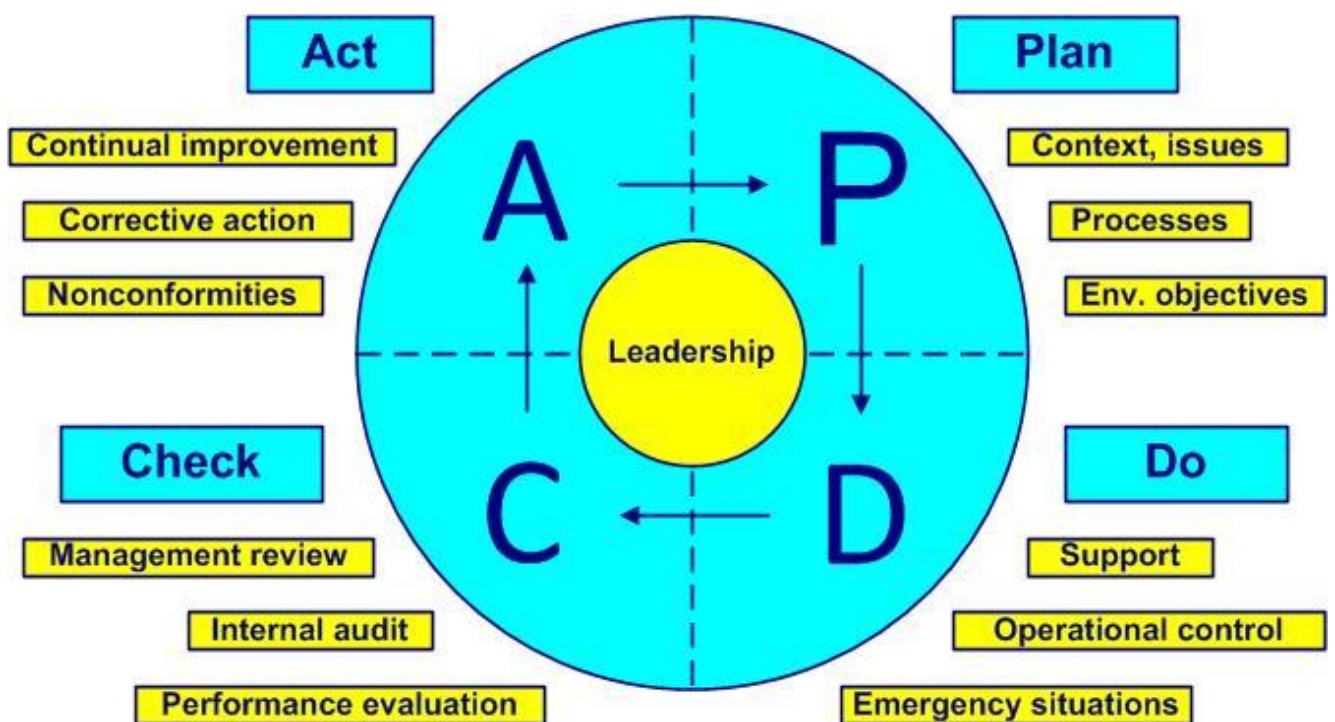 Act
Plan
Continual improvement
Corrective action
Nonconformities
Context, issues
Processes
Env. objectives
A
P
Leadership
C
D
Check
Do
Management review
Internal audit
Performance evaluation
Support
Operational control
Emergency situations